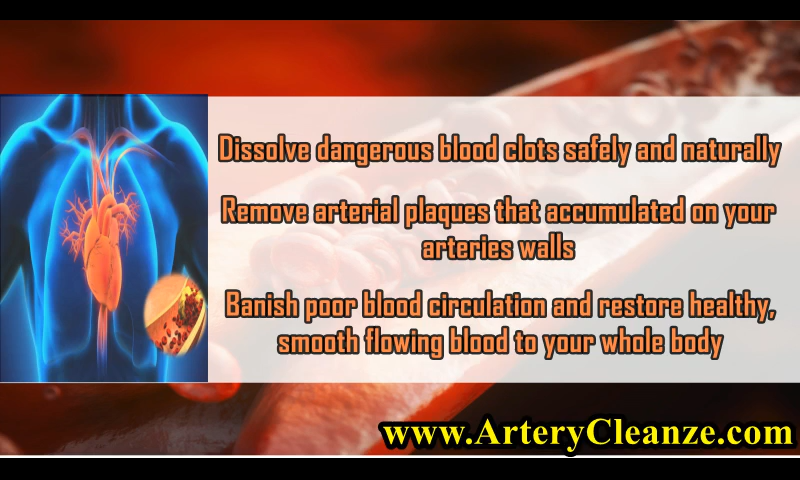 Dissolve dangerous blood clots safely and naturally
Remove arterial plaques that accumulated on your
arteries walls
Banish poor blood circulation and restore healthy,
smooth flowing blood to your whole body
www.ArteryCleanze.com